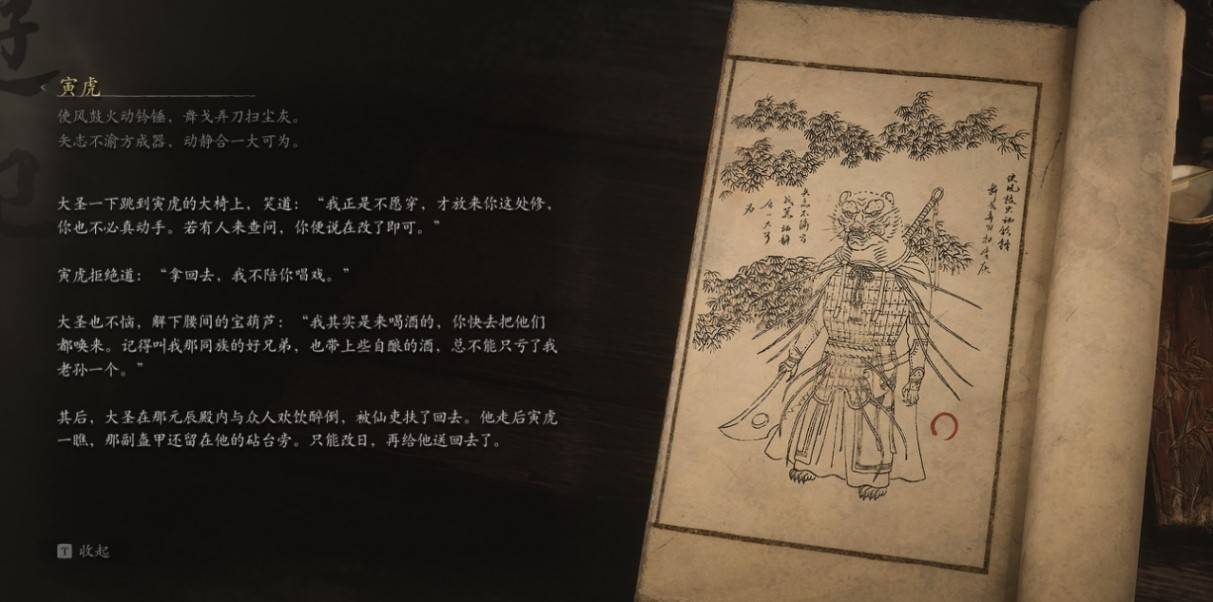 寅虎
使风鼓火动铃锤，舞戈弄刀扫尘灰。
矢志不渝方成器，动静合一大可为。
大圣一下跳到寅虎的大椅上，笑道：“我正是不愿穿，才放来你这处修，
你也不必真动手。若有人来查问，你便说在改了即可。”
寅虎拒绝道：“拿回去，我不陪你唱戏。”
大圣也不恼，解下腰间的宝葫芦：“我其实是来喝酒的，你快去把他们
都唤来。记得叫我那同族的好兄弟，也带上些自酿的酒，总不能只亏了我
老孙一个。”
其后，大圣在那元辰殿内与众人欢饮醉倒，被仙吏扶了回去。他走后寅虎
一瞧，那副盔甲还留在他的砧台旁。只能改日，再给他送回去了。
T 收起